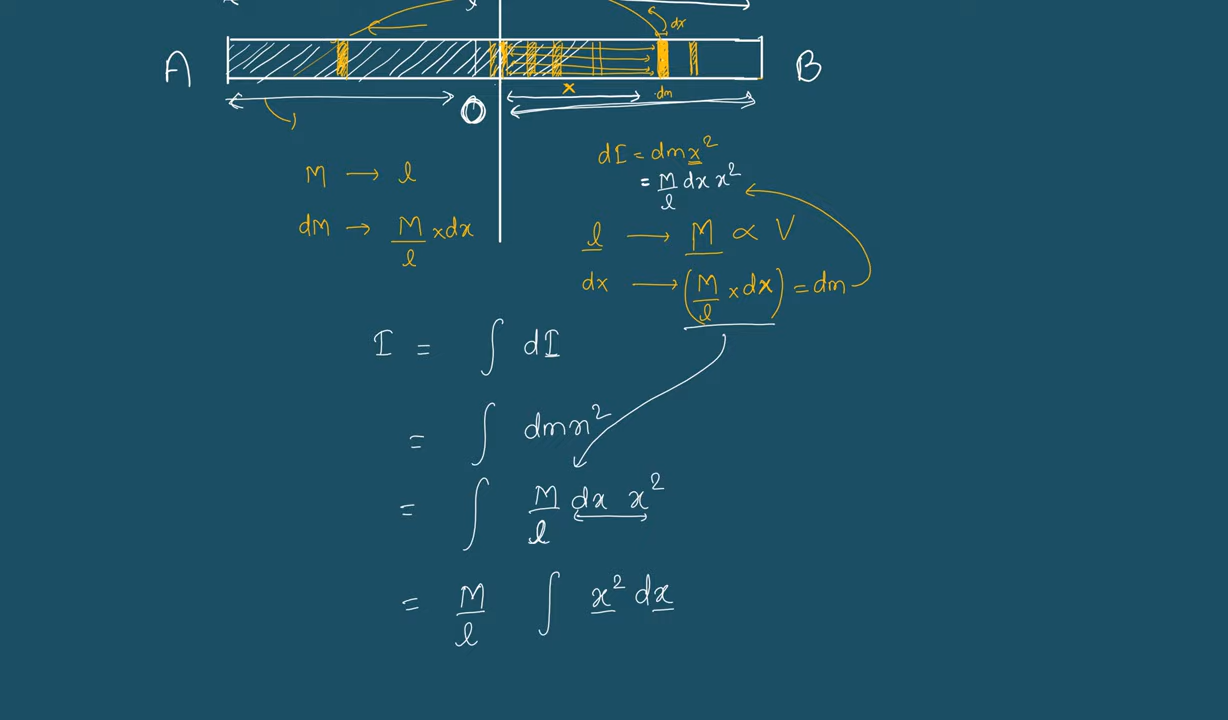 l
dx
A B
O x dm
dI = dm x²
M → l = M/l dx x²
dM → M/l × dx
l → M ∝ V
dx → (M/l × dx) = dm
I = ∫ dI
= ∫ dm x²
= ∫ M/l dx x²
= M/l ∫ x² dx